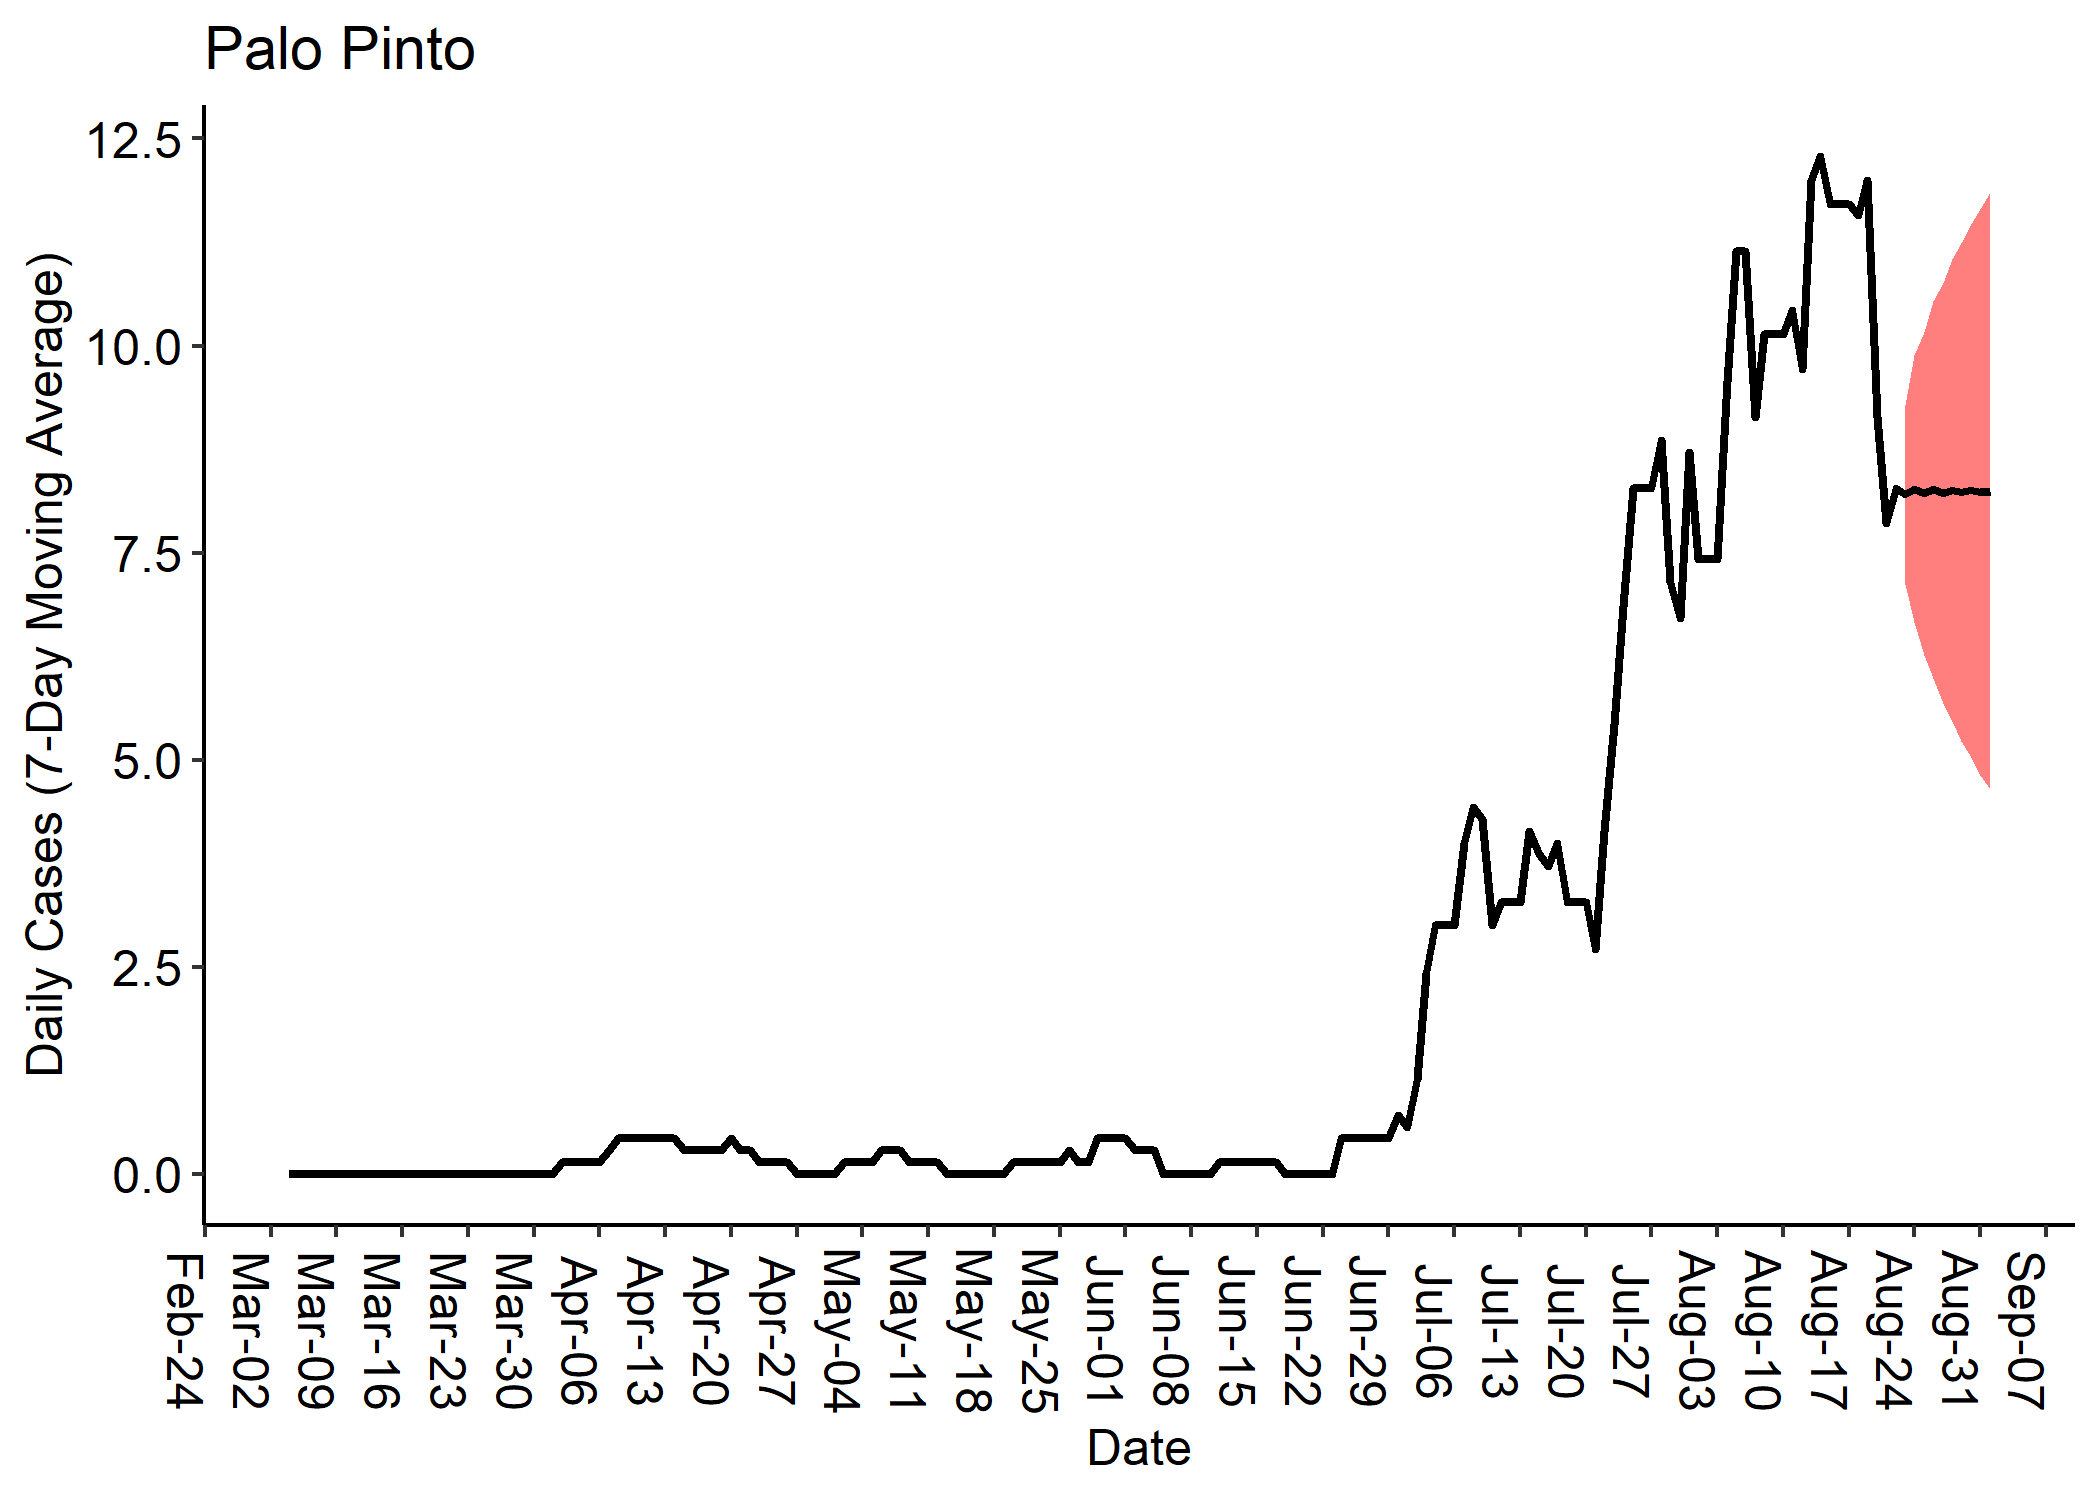 Palo Pinto
Daily Cases (7-Day Moving Average)
12.5
10.0
7.5
5.0
2.5
0.0
Feb-24
Mar-02
Mar-09
Mar-16
Mar-23
Mar-30
Apr-06
Apr-13
Apr-20
Apr-27
May-04
May-11
May-18
May-25
Jun-01
Jun-08
Jun-15
Jun-22
Jun-29
Jul-06
Jul-13
Jul-20
Jul-27
Aug-03
Aug-10
Aug-17
Aug-24
Aug-31
Sep-07
Date